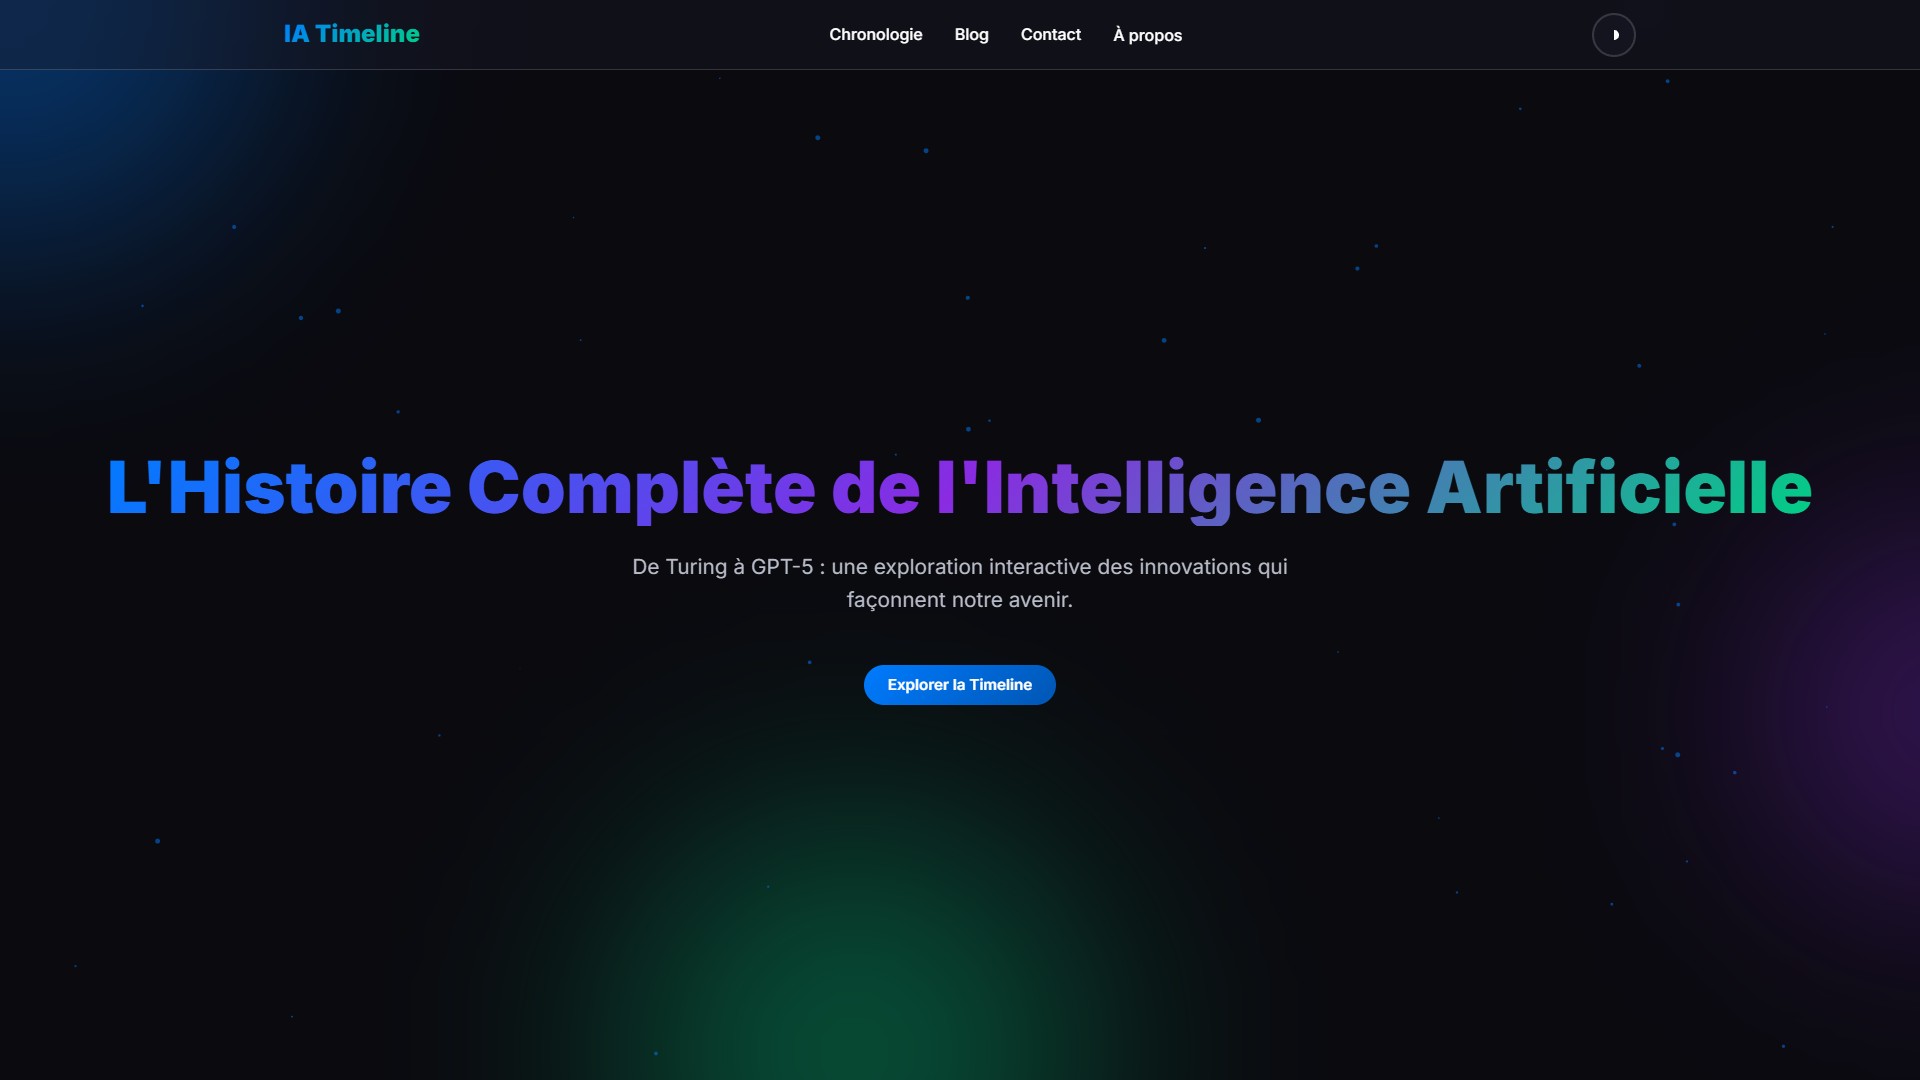 IA Timeline
Chronologie
Blog
Contact
À propos
L'Histoire Complète de l'Intelligence Artificielle
De Turing à GPT-5 : une exploration interactive des innovations qui
façonnent notre avenir.
Explorer la Timeline